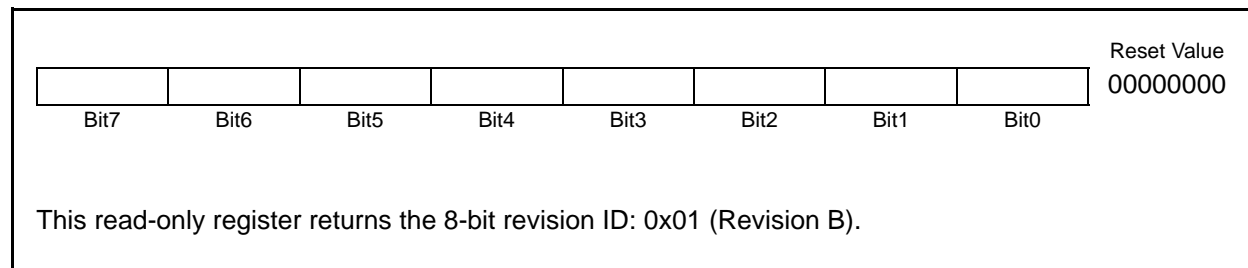 Reset Value
00000000
Bit7 Bit6 Bit5 Bit4 Bit3 Bit2 Bit1 Bit0
This read-only register returns the 8-bit revision ID: 0x01 (Revision B).